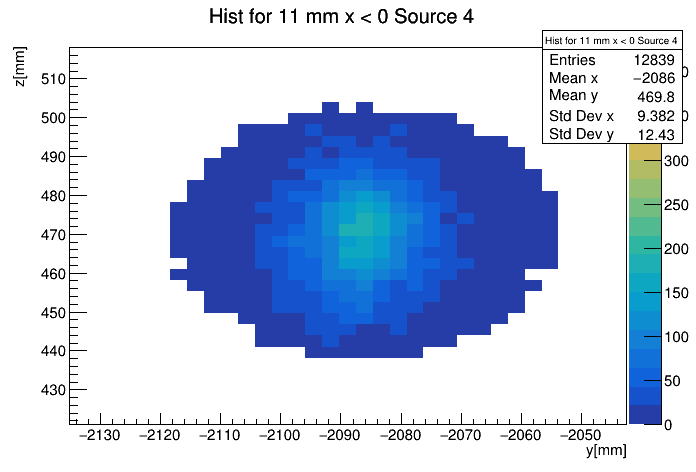 Hist for 11 mm x < 0 Source 4
z[mm]
Hist for 11 mm x < 0 Source 4
Entries 12839
Mean x −2086
Mean y 469.8
Std Dev x 9.382
Std Dev y 12.43
510
500
490
480
470
460
450
440
430
300
250
200
150
100
50
0
−2130 −2120 −2110 −2100 −2090 −2080 −2070 −2060 −2050
y[mm]